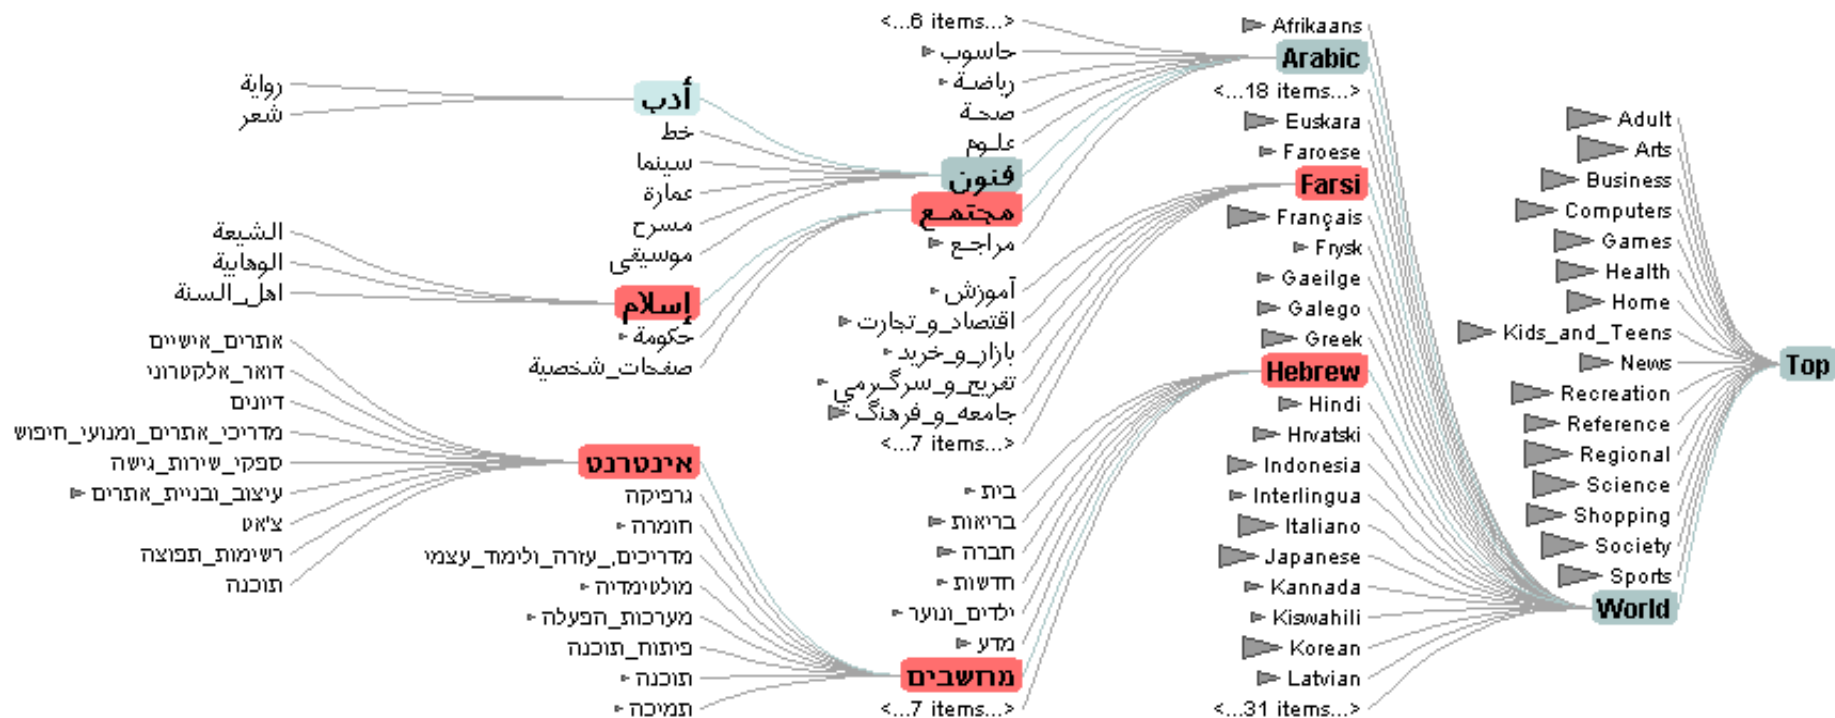 Top
Adult
Arts
Business
Computers
Games
Health
Home
Kids_and_Teens
News
Recreation
Reference
Regional
Science
Shopping
Society
Sports
World
Afrikaans
Arabic
<...18 items...>
Euskara
Faroese
Farsi
Français
Frysk
Gaeilge
Galego
Greek
Hebrew
Hindi
Hrvatski
Indonesia
Interlingua
Italiano
Japanese
Kannada
Kiswahili
Korean
Latvian
<...31 items...>
<...6 items...>
حاسوب
رياضة
صحة
علوم
فنون
مجتمع
مراجع
آموزش
اقتصاد_و_تجارت
بازار_و_خريد
تفريح_و_سرگرمي
جامعه_و_فرهنگ
<...7 items...>
בית
בריאות
חברה
חדשות
ילדים_ונוער
מדע
מחשבים
<...7 items...>
أدب
خط
سينما
عمارة
مسرح
موسيقى
إسلام
حكومة
صفحات_شخصية
אינטרנט
גרפיקה
חומרה
מדריכים,_עזרה_ולימוד_עצמי
מולטימדיה
מערכות_הפעלה
פיתוח_תוכנה
תוכנה
תמיכה
رواية
شعر
الشيعة
الوهابية
اهل_السنة
אתרים_אישיים
דואר_אלקטרוני
דיונים
מדריכי_אתרים_ומנועי_חיפוש
ספקי_שירות_גישה
עיצוב_ובניית_אתרים
צ'אט
רשימות_תפוצה
תוכנה